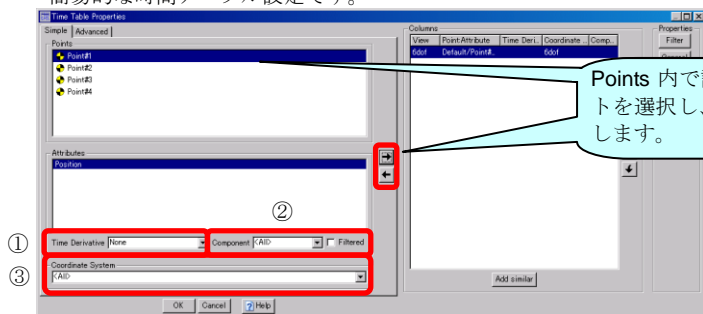 簡易的な時間テーブル設定です。
Time Table Properties
Simple
Advanced
Points
Point#1
Point#2
Point#3
Point#4
Attributes
Position
②
①
Time Derivative
None
Component
<All>
Filtered
③
Coordinate System
<All>
OK
Cancel
Help
Columns
View
Point:Attribute
Time Deri..
Coordinate ..
Comp..
6dof
Default/Point#..
6dof
Add similar
Properties
Filter
Points 内で
トを選択し、
します。